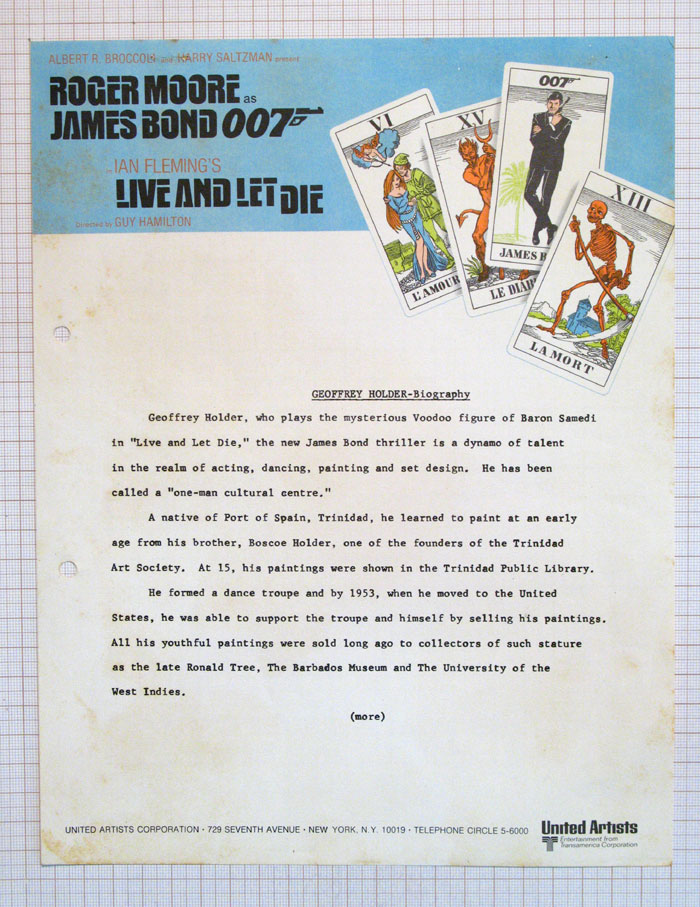 ALBERT R. BROCCOLI and HARRY SALTZMAN present
ROGER MOORE as
JAMES BOND 007
IAN FLEMING'S
LIVE AND LET DIE
Directed by GUY HAMILTON
VI
L'AMOUR
XV
LE DIAB
007
JAMES B
XIII
LA MORT
GEOFFREY HOLDER-Biography
Geoffrey Holder, who plays the mysterious Voodoo figure of Baron Samedi
in "Live and Let Die," the new James Bond thriller is a dynamo of talent
in the realm of acting, dancing, painting and set design. He has been
called a "one-man cultural centre."
A native of Port of Spain, Trinidad, he learned to paint at an early
age from his brother, Boscoe Holder, one of the founders of the Trinidad
Art Society. At 15, his paintings were shown in the Trinidad Public Library.
He formed a dance troupe and by 1953, when he moved to the United
States, he was able to support the troupe and himself by selling his paintings.
All his youthful paintings were sold long ago to collectors of such stature
as the late Ronald Tree, The Barbados Museum and The University of the
West Indies.
(more)
UNITED ARTISTS CORPORATION · 729 SEVENTH AVENUE · NEW YORK, N.Y. 10019 · TELEPHONE CIRCLE 5-6000
United Artists
Entertainment from
Transamerica Corporation